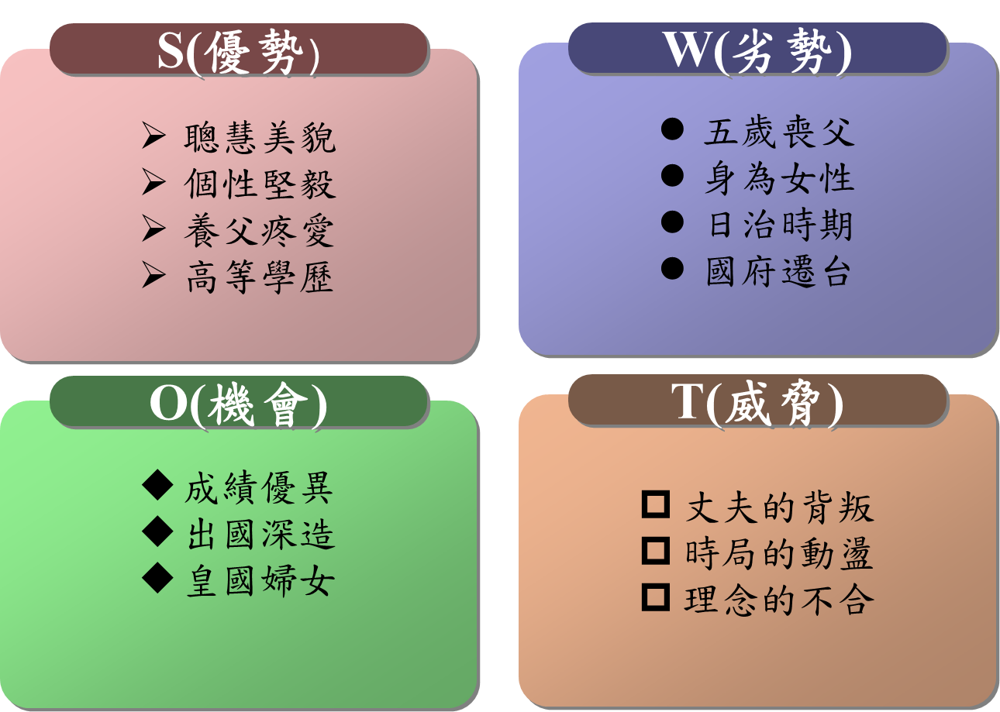 S(優勢)
➢ 聰慧美貌
➢ 個性堅毅
➢ 養父疼愛
➢ 高等學歷
W(劣勢)
● 五歲喪父
● 身為女性
● 日治時期
● 國府遷台
O(機會)
◆ 成績優異
◆ 出國深造
◆ 皇國婦女
T(威脅)
□ 丈夫的背叛
□ 時局的動盪
□ 理念的不合